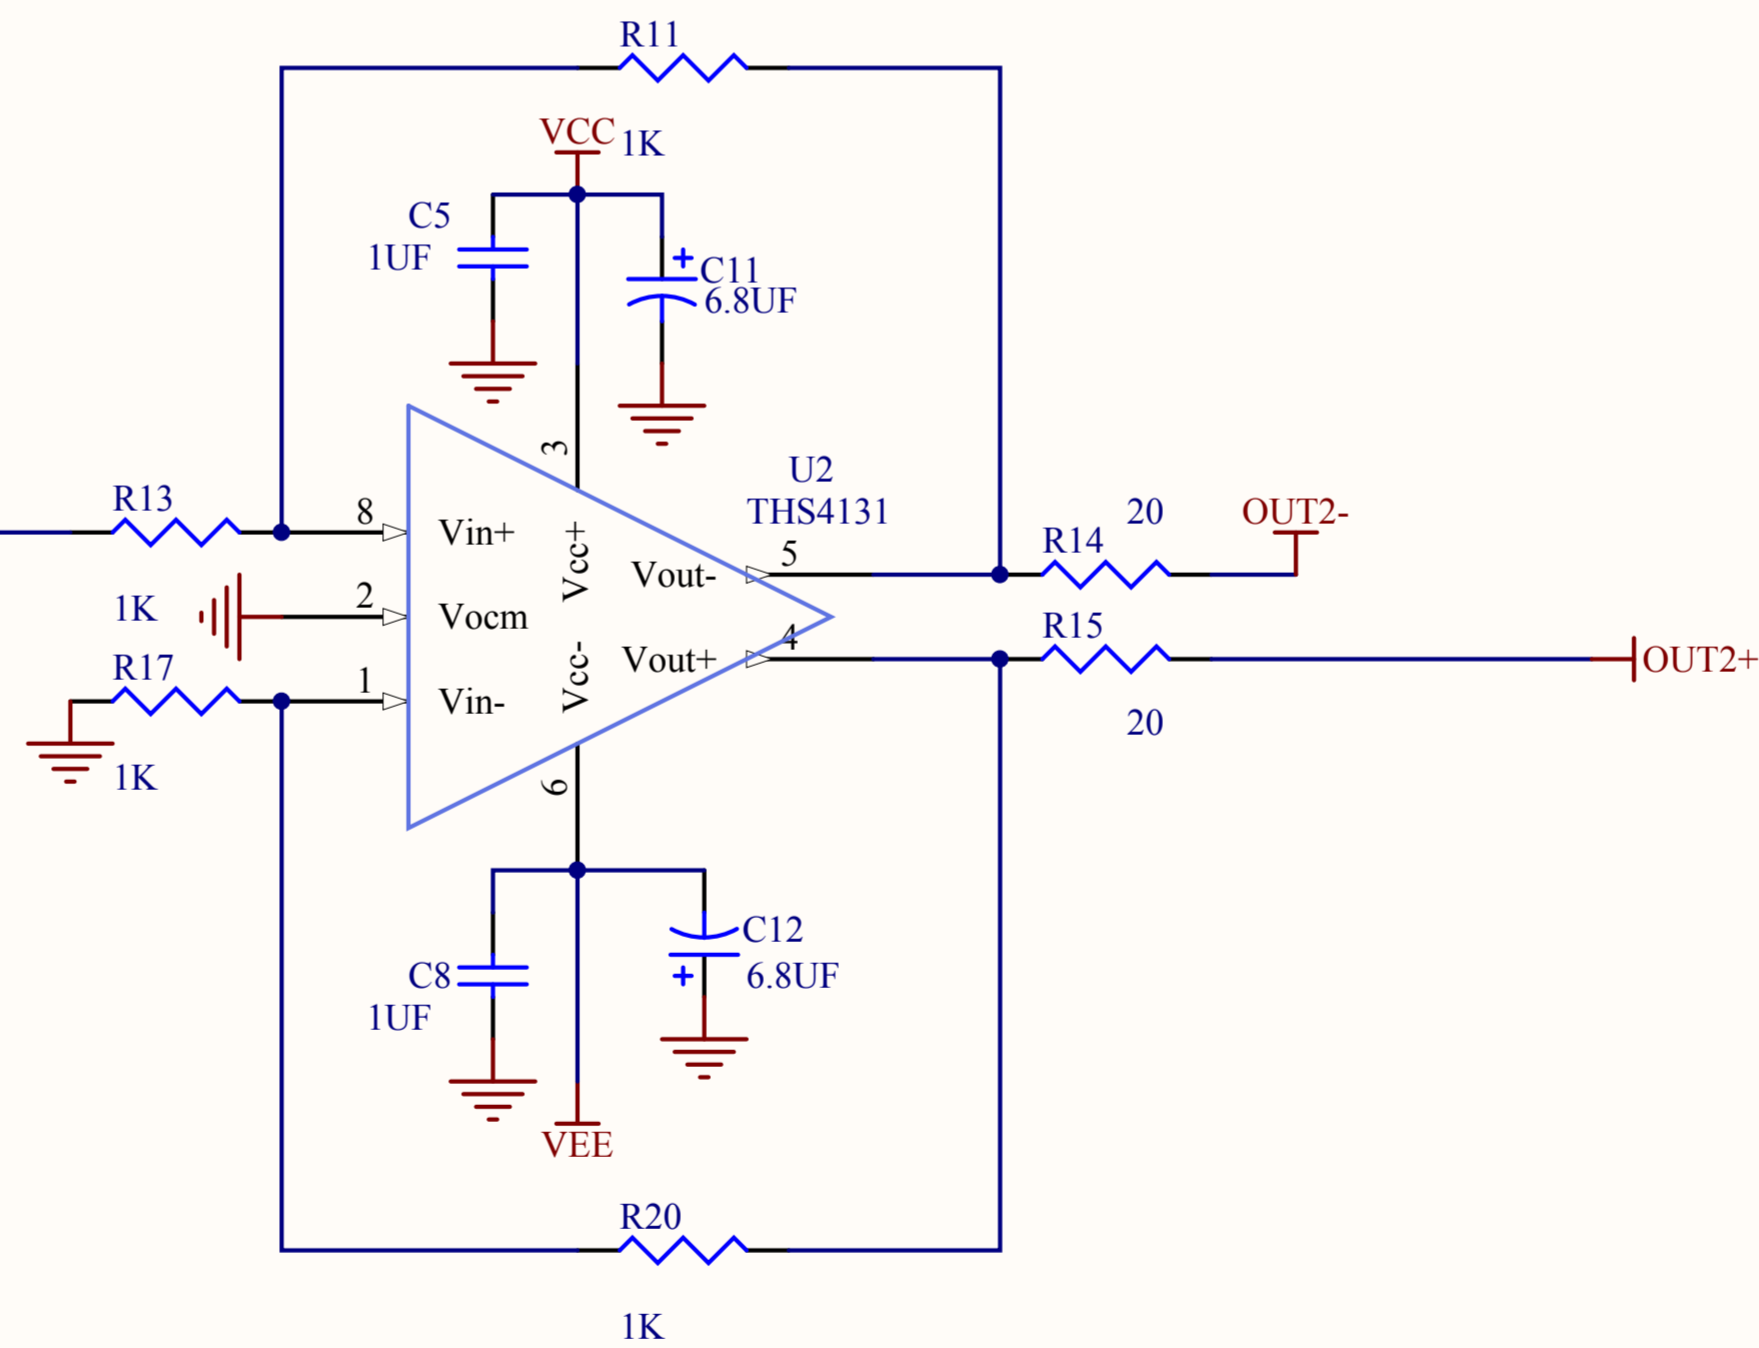 R11
VCC
1K
C5
1UF
C11
6.8UF
3
U2
THS4131
R13
8
Vin+
Vcc+
5
20
OUT2-
R14
Vout-
1K
2
Vocm
R15
4
Vout+
OUT2+
R17
1
Vin-
Vcc-
20
1K
6
C12
6.8UF
C8
1UF
VEE
R20
1K